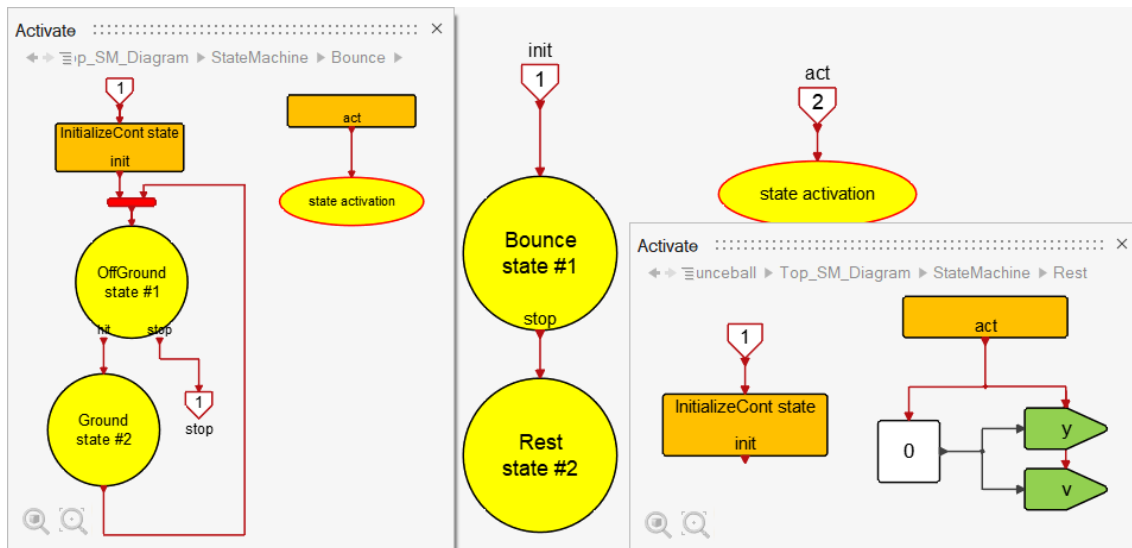 Activate
p_SM_Diagram StateMachine Bounce
1
InitializeCont state
init
act
state activation
OffGround
state #1
hit
stop
Ground
state #2
1
stop
init
1
act
2
state activation
Bounce
state #1
stop
Rest
state #2
Activate
unceball Top_SM_Diagram StateMachine Rest
1
InitializeCont state
init
act
0
y
v